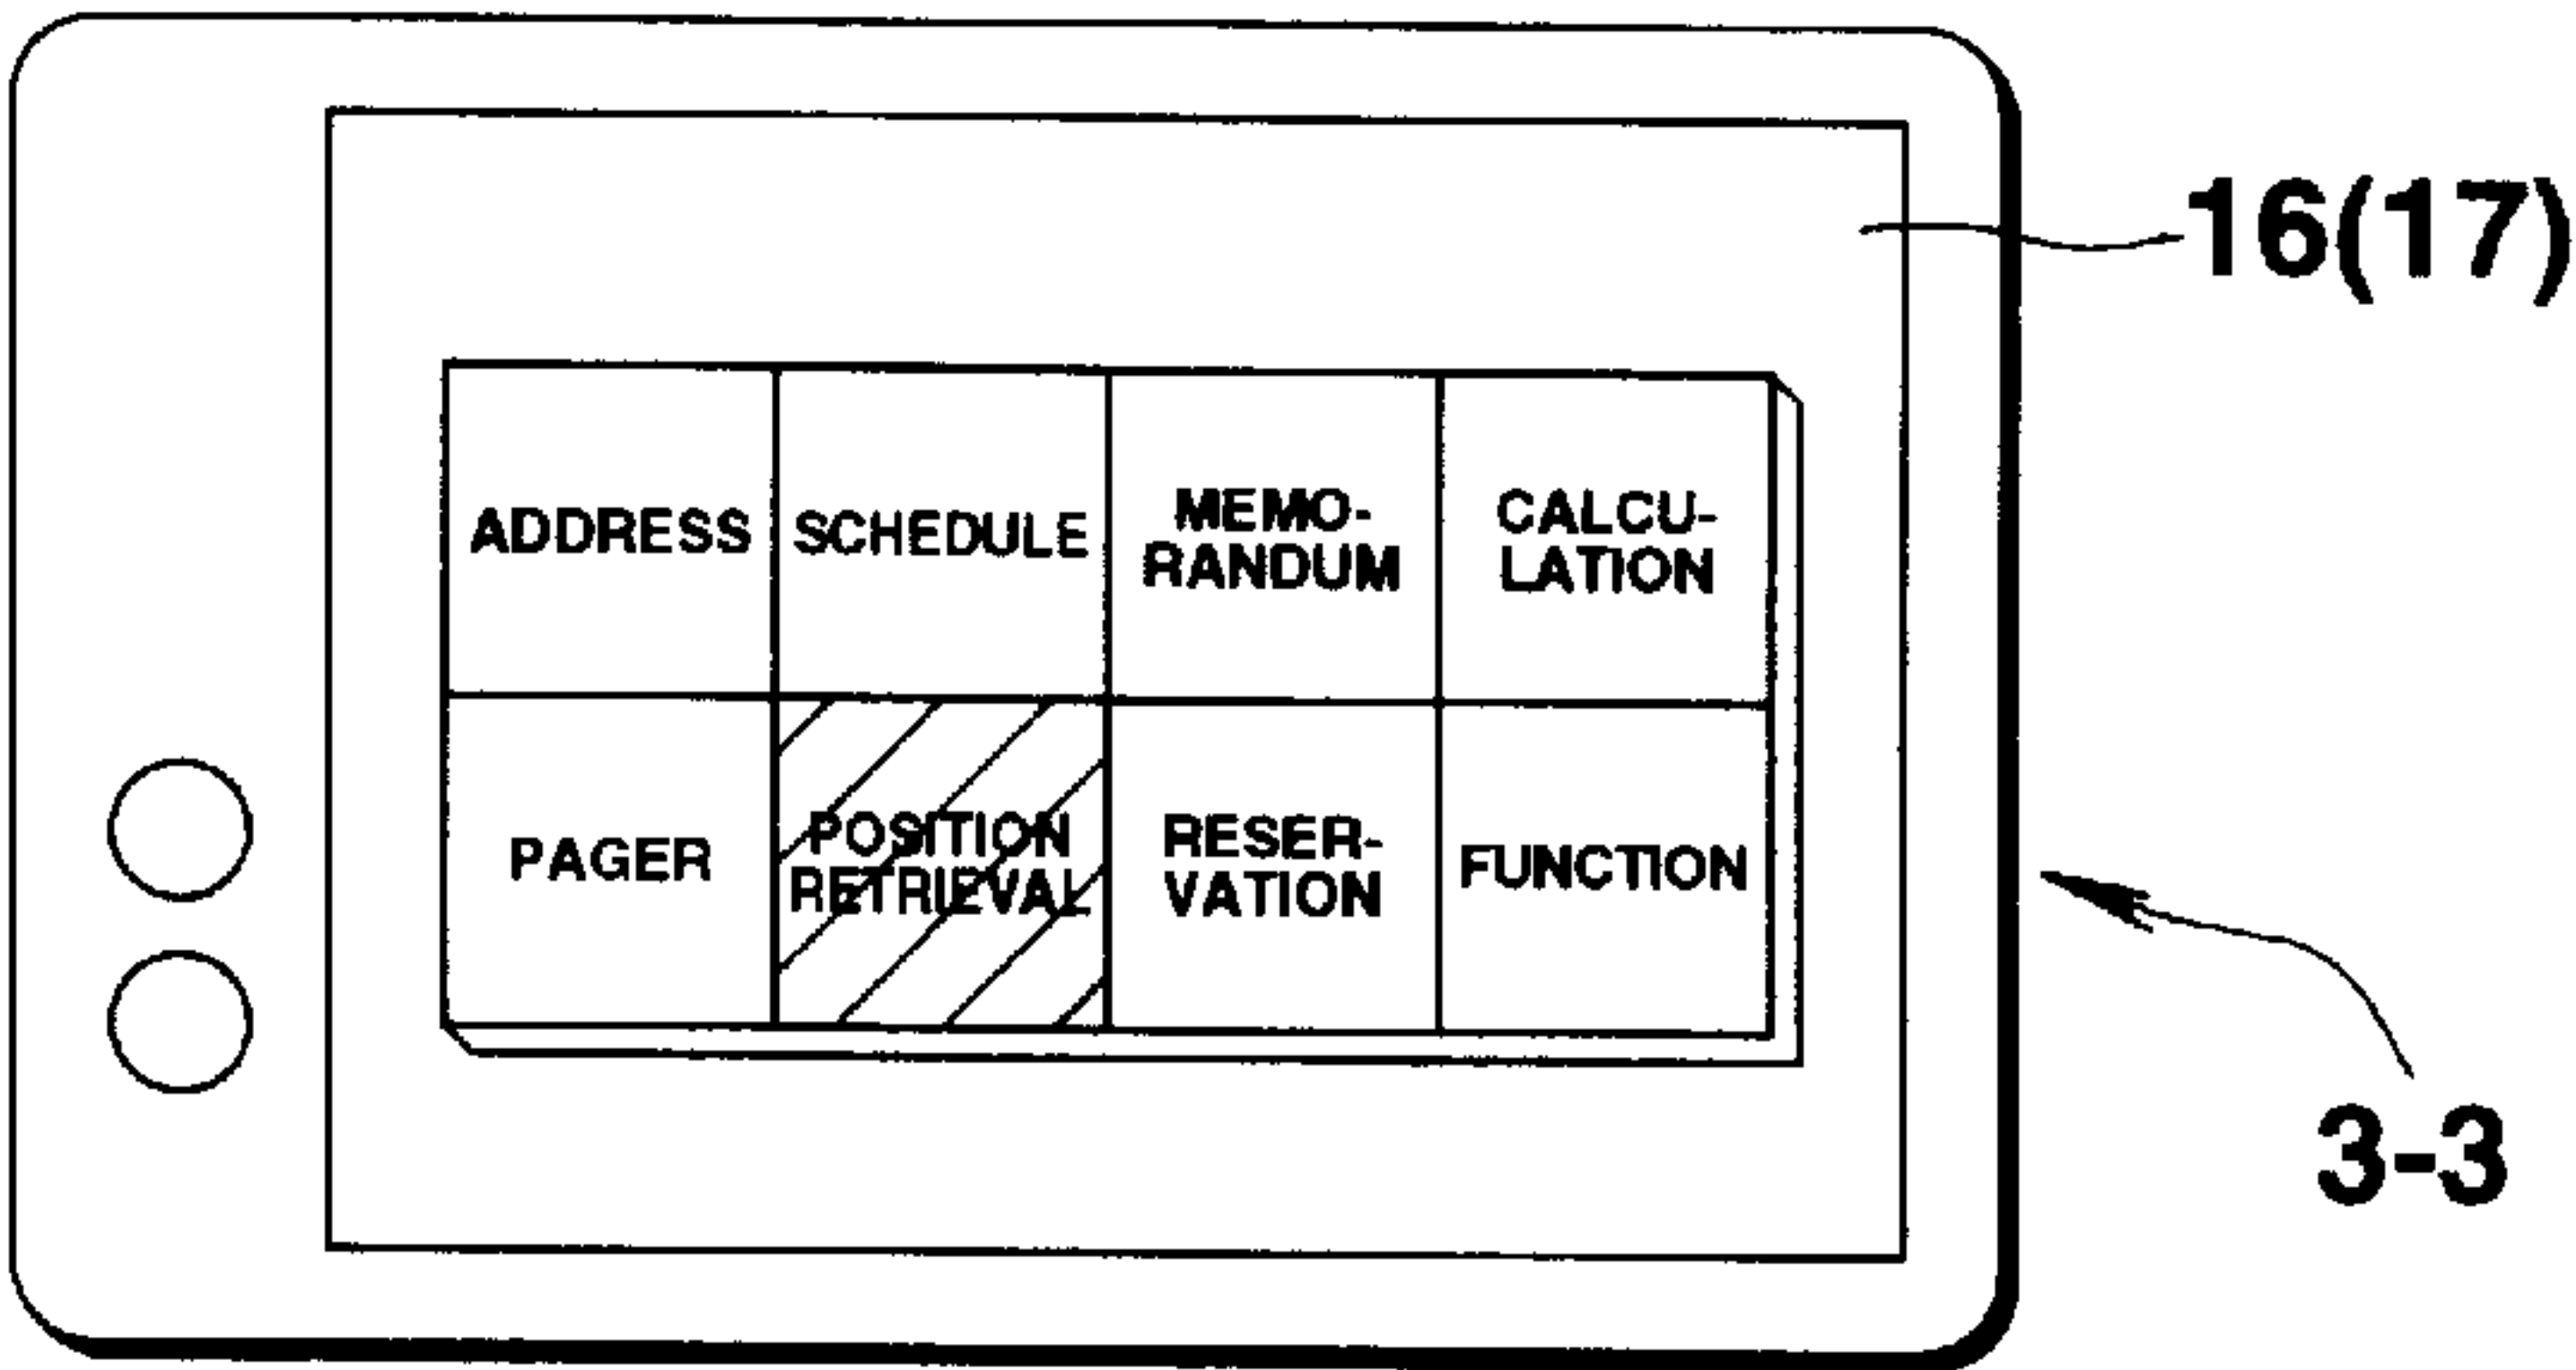 16(17)
ADDRESS
SCHEDULE
MEMO-
RANDUM
CALCU-
LATION
PAGER
POSITION
RETRIEVAL
RESER-
VATION
FUNCTION
3-3